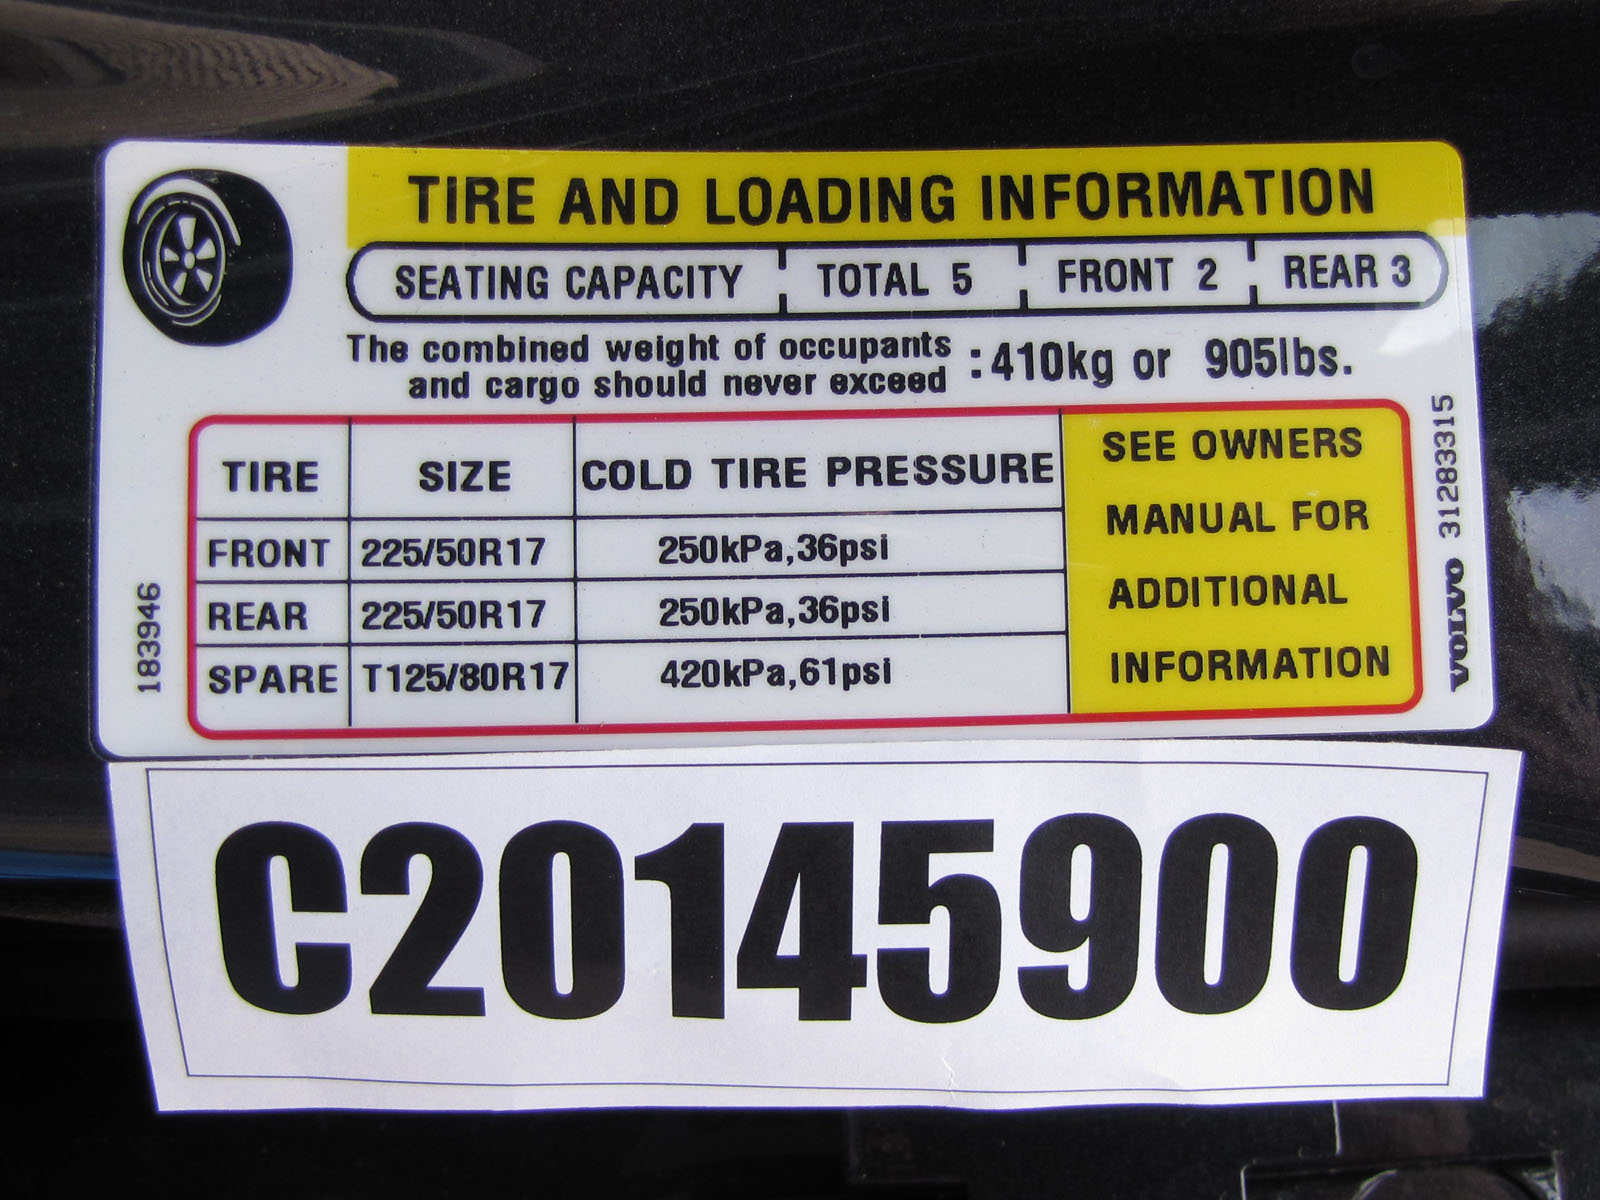 TIRE AND LOADING INFORMATION
SEATING CAPACITY TOTAL 5 FRONT 2 REAR 3
The combined weight of occupants
and cargo should never exceed
:410kg or 905lbs.
TIRE SIZE COLD TIRE PRESSURE
FRONT 225/50R17 250kPa,36psi
REAR 225/50R17 250kPa,36psi
SPARE T125/80R17 420kPa,61psi
SEE OWNERS
MANUAL FOR
ADDITIONAL
INFORMATION
183946
VOLVO 31283315
C20145900